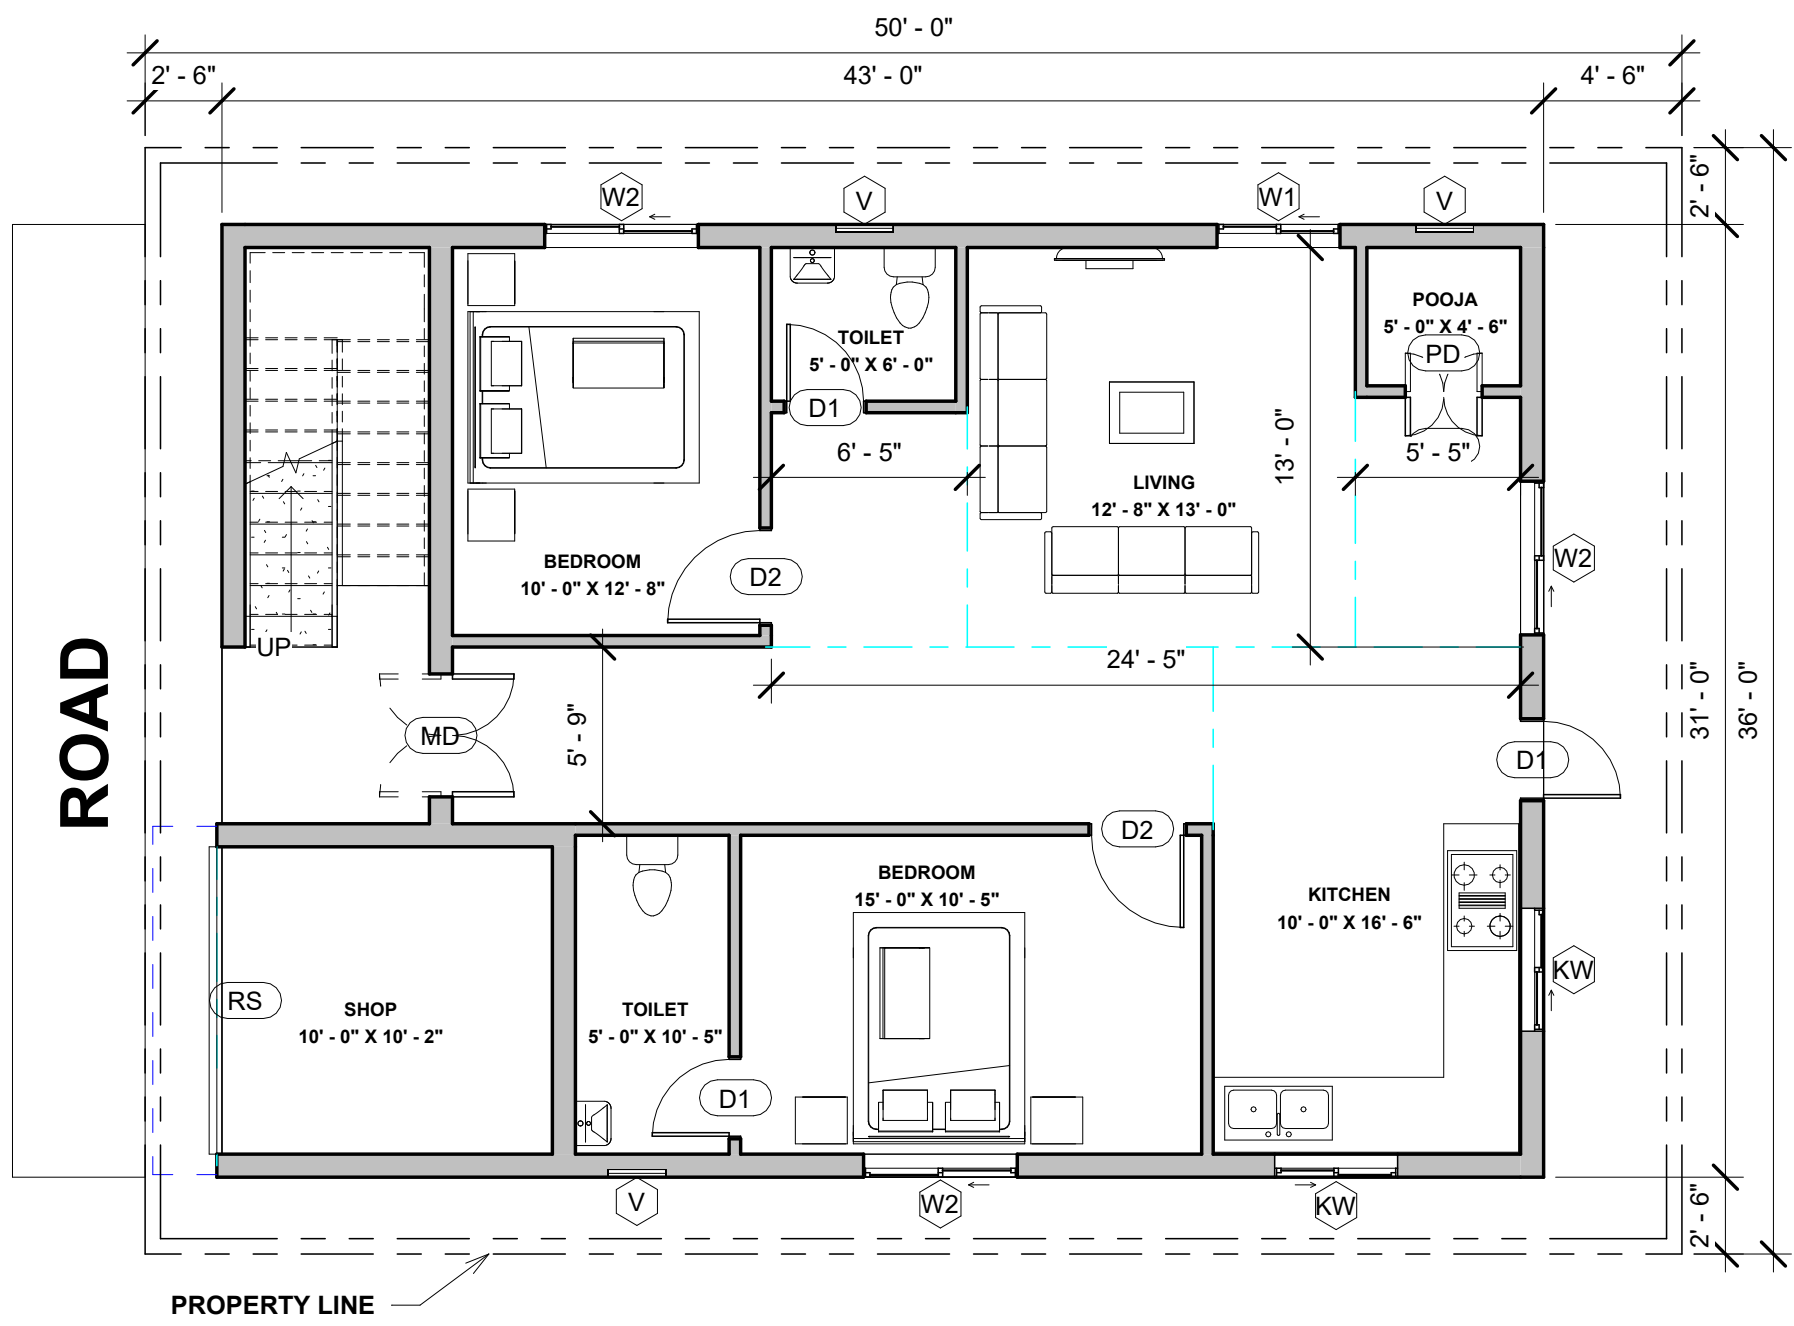 50' - 0"
2' - 6"
43' - 0"
4' - 6"
2' - 6"
W2
V
W1
V
POOJA
5' - 0" X 4' - 6"
PD
TOILET
5' - 0" X 6' - 0"
D1
6' - 5"
13' - 0"
5' - 5"
LIVING
12' - 8" X 13' - 0"
BEDROOM
10' - 0" X 12' - 8"
D2
W2
UP
24' - 5"
ROAD
MD
5' - 9"
31' - 0"
36' - 0"
D1
D2
BEDROOM
15' - 0" X 10' - 5"
KITCHEN
10' - 0" X 16' - 6"
KW
RS
SHOP
10' - 0" X 10' - 2"
TOILET
5' - 0" X 10' - 5"
D1
V
W2
KW
2' - 6"
PROPERTY LINE